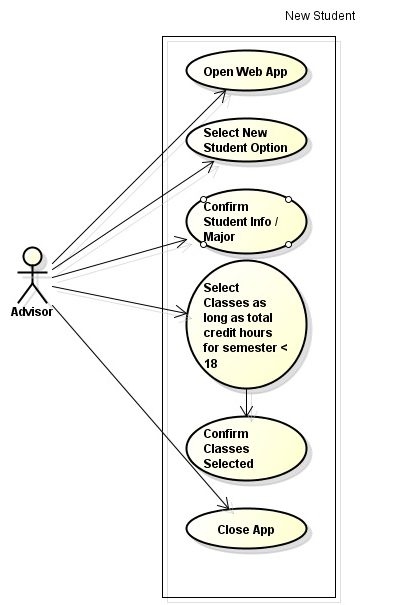 New Student
Open Web App
Select New
Student Option
Confirm
Student Info /
Major
Advisor
Select
Classes as
long as total
credit hours
for semester <
18
Confirm
Classes
Selected
Close App